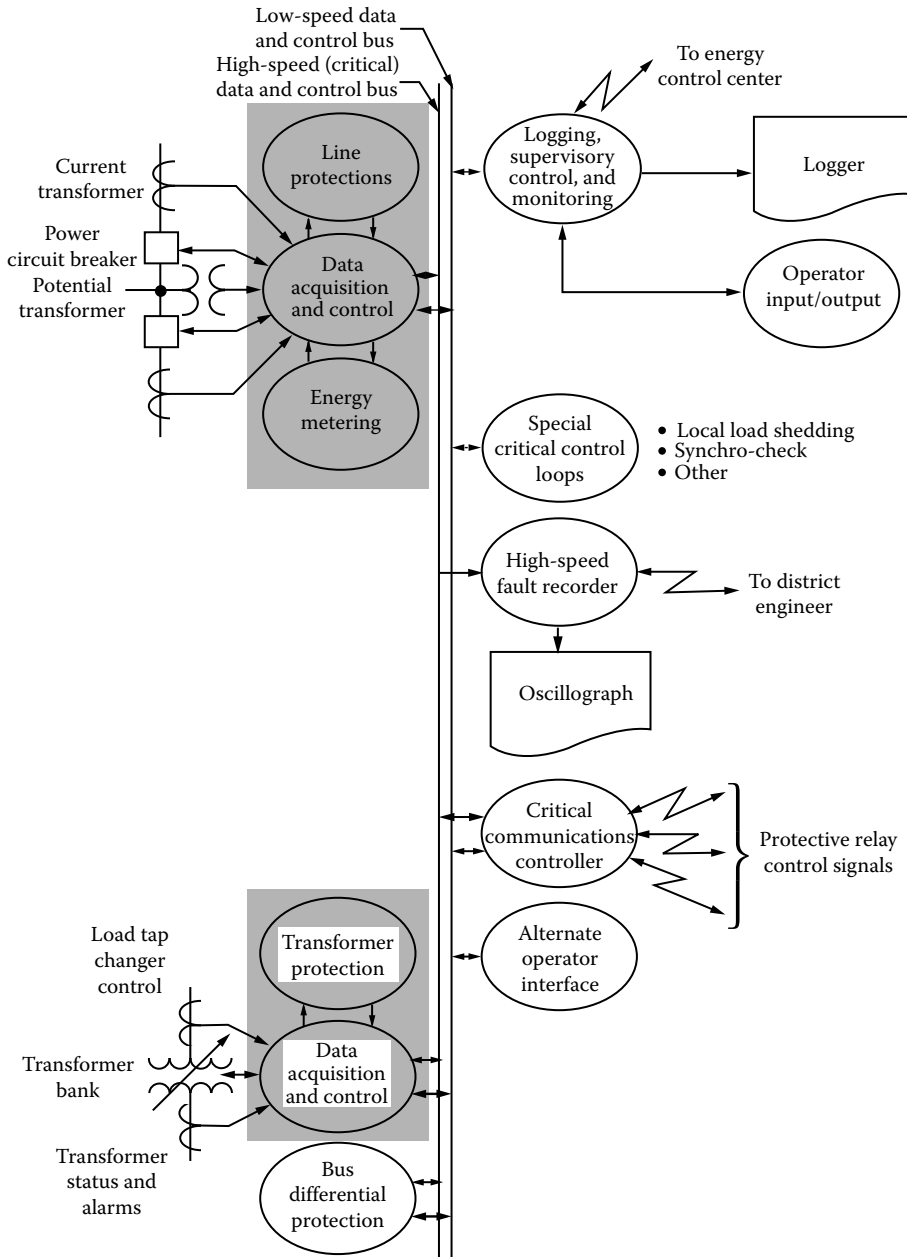 Low-speed data
and control bus
High-speed (critical)
data and control bus
To energy
control center
Line
protections
Logging,
supervisory
control, and
monitoring
Logger
Current
transformer
Power
circuit breaker
Potential
transformer
Data
acquisition
and control
Operator
input/output
Energy
metering
Special
critical control
loops
• Local load shedding
• Synchro-check
• Other
High-speed
fault recorder
To district
engineer
Oscillograph
Critical
communications
controller
Protective relay
control signals
Load tap
changer
control
Transformer
protection
Alternate
operator
interface
Transformer
bank
Data
acquisition
and control
Transformer
status and
alarms
Bus
differential
protection